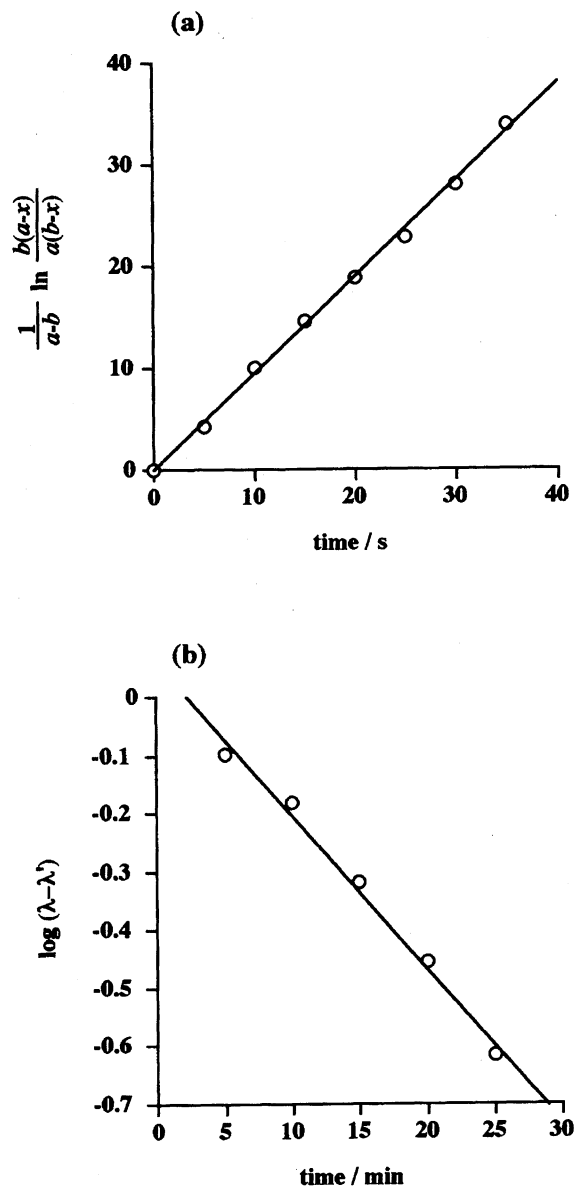 (a)
40
30
20
10
0
1/(a-b) ln b(a-x)/a(b-x)
0 10 20 30 40
time / s
(b)
0
-0.1
-0.2
-0.3
-0.4
-0.5
-0.6
-0.7
log (λ–λ')
0 5 10 15 20 25 30
time / min